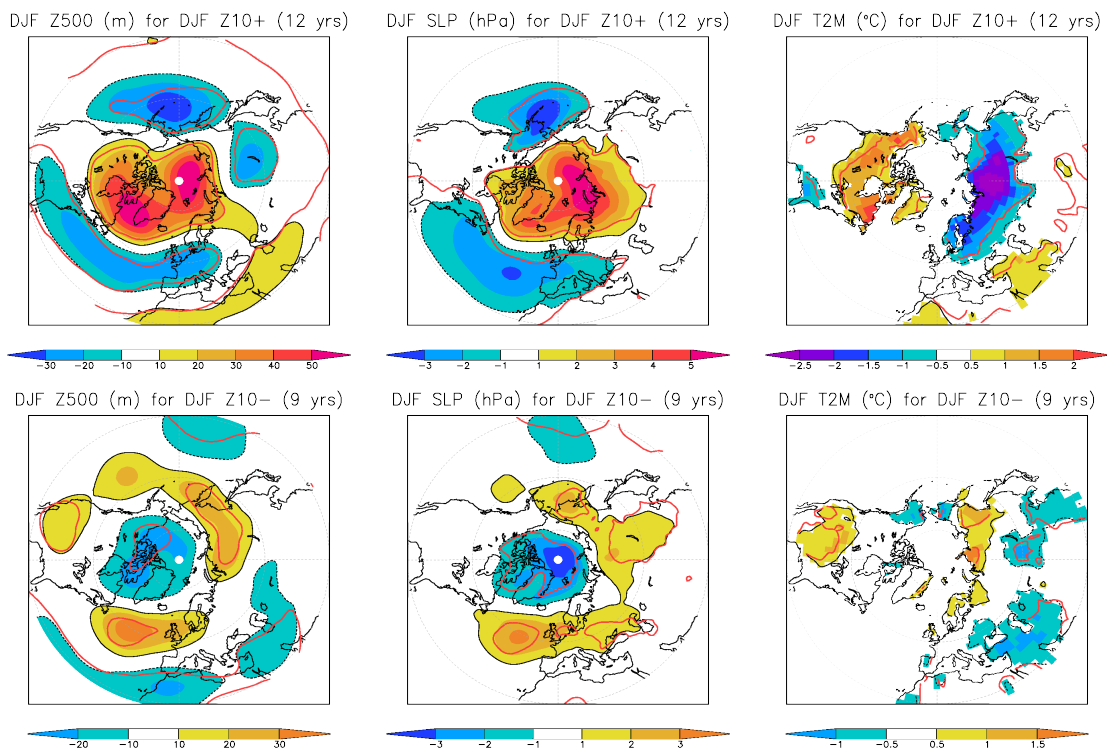 DJF Z500 (m) for DJF Z10+ (12 yrs)
DJF SLP (hPa) for DJF Z10+ (12 yrs)
DJF T2M (°C) for DJF Z10+ (12 yrs)
-30 -20 -10 10 20 30 40 50
-3 -2 -1 1 2 3 4 5
-2.5 -2 -1.5 -1 -0.5 0.5 1 1.5 2
DJF Z500 (m) for DJF Z10- (9 yrs)
DJF SLP (hPa) for DJF Z10- (9 yrs)
DJF T2M (°C) for DJF Z10- (9 yrs)
-20 -10 10 20 30
-3 -2 -1 1 2 3
-1 -0.5 0.5 1 1.5